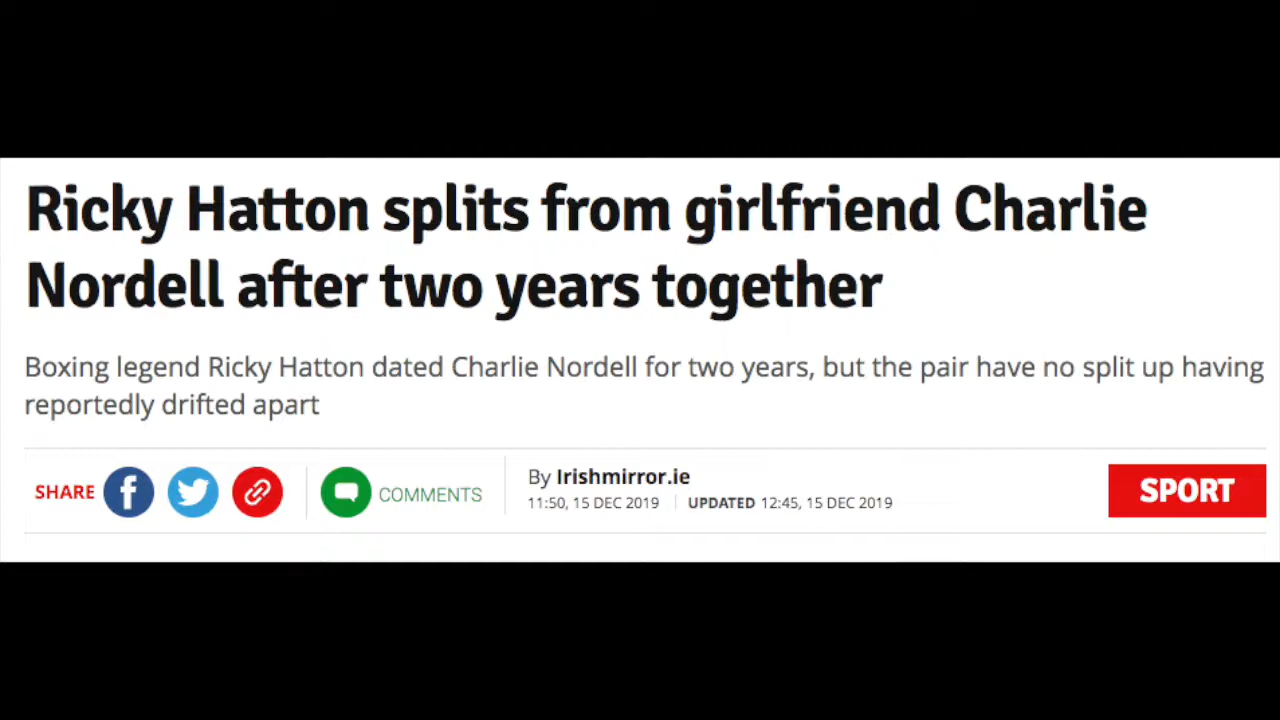 Ricky Hatton splits from girlfriend Charlie
Nordell after two years together
Boxing legend Ricky Hatton dated Charlie Nordell for two years, but the pair have no split up having
reportedly drifted apart
SHARE
COMMENTS
By Irishmirror.ie
11:50, 15 DEC 2019 UPDATED 12:45, 15 DEC 2019
SPORT